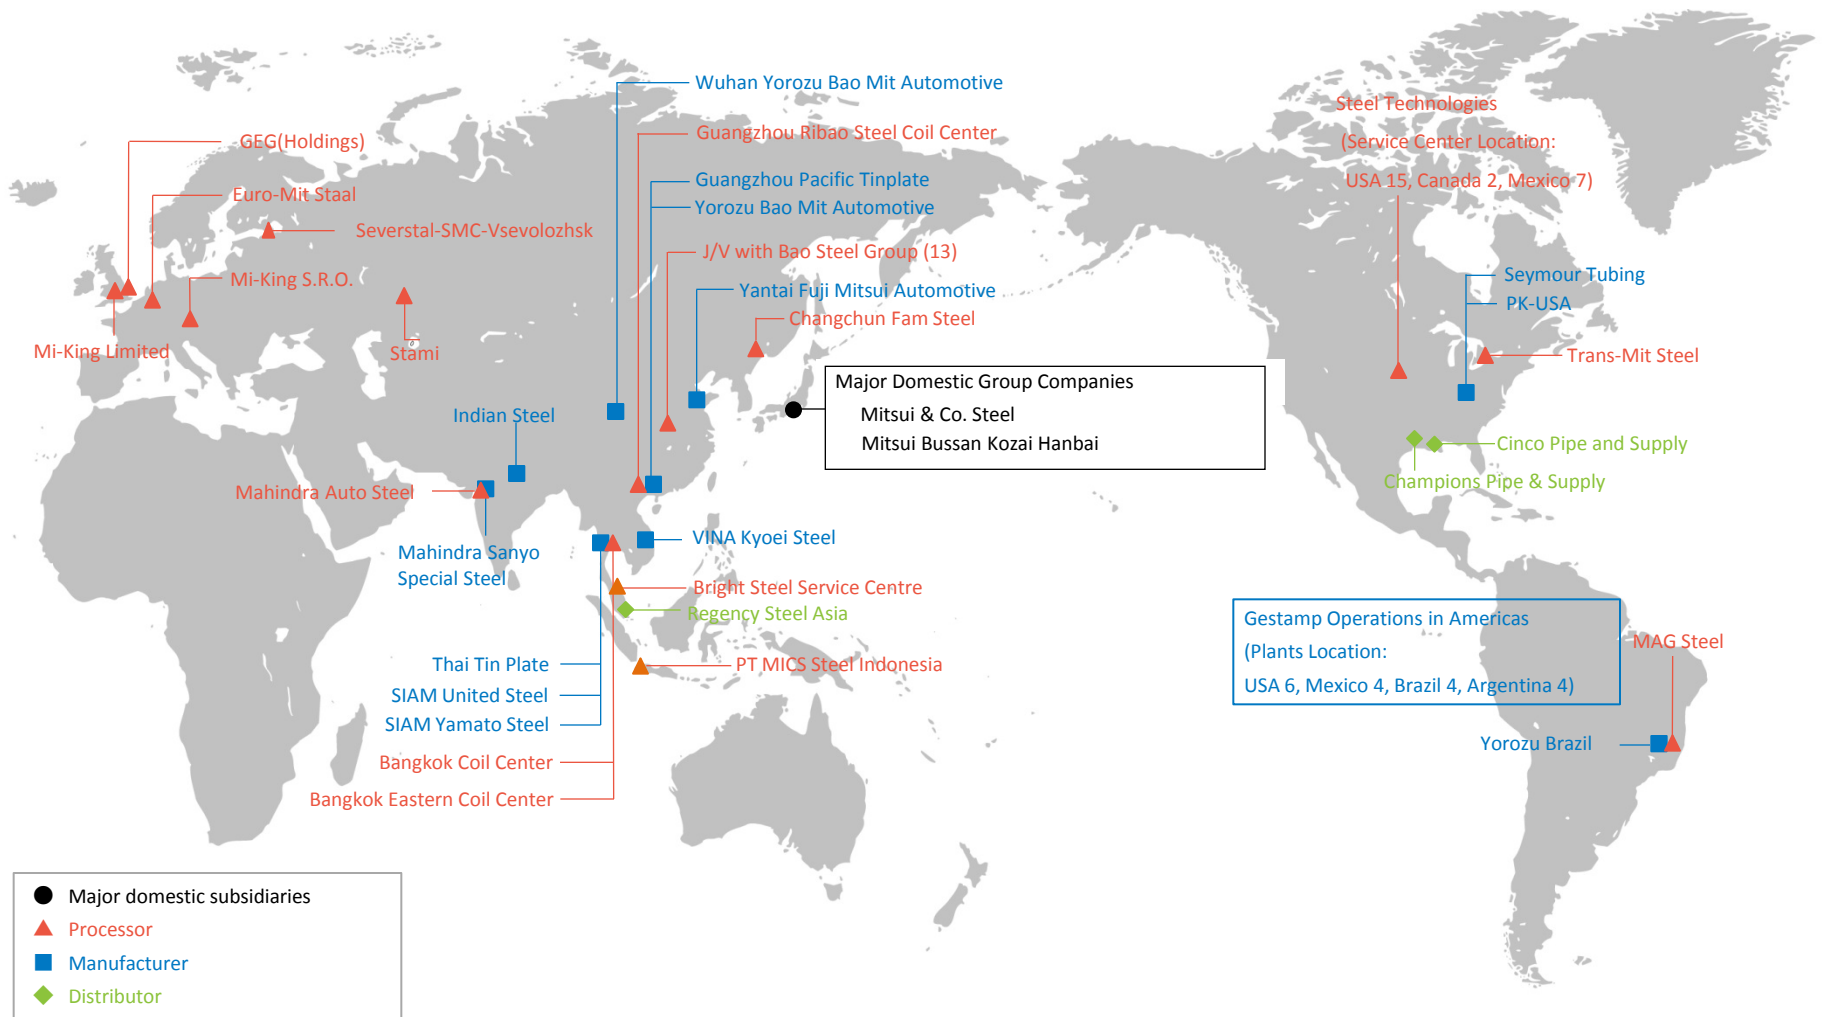 Wuhan Yorozu Bao Mit Automotive
Guangzhou Ribao Steel Coil Center
Guangzhou Pacific Tinplate
Yorozu Bao Mit Automotive
J/V with Bao Steel Group (13)
Yantai Fuji Mitsui Automotive
Changchun Fam Steel
GEG(Holdings)
Euro-Mit Staal
Severstal-SMC-Vsevolozhsk
Mi-King S.R.O.
Mi-King Limited
Stami
Steel Technologies
(Service Center Location:
USA 15, Canada 2, Mexico 7)
Seymour Tubing
PK-USA
Trans-Mit Steel
Major Domestic Group Companies
Mitsui & Co. Steel
Mitsui Bussan Kozai Hanbai
Indian Steel
Mahindra Auto Steel
Mahindra Sanyo
Special Steel
Cinco Pipe and Supply
Champions Pipe & Supply
VINA Kyoei Steel
Bright Steel Service Centre
Regency Steel Asia
PT MICS Steel Indonesia
Thai Tin Plate
SIAM United Steel
SIAM Yamato Steel
Bangkok Coil Center
Bangkok Eastern Coil Center
Gestamp Operations in Americas
(Plants Location:
USA 6, Mexico 4, Brazil 4, Argentina 4)
MAG Steel
Yorozu Brazil
Major domestic subsidiaries
Processor
Manufacturer
Distributor